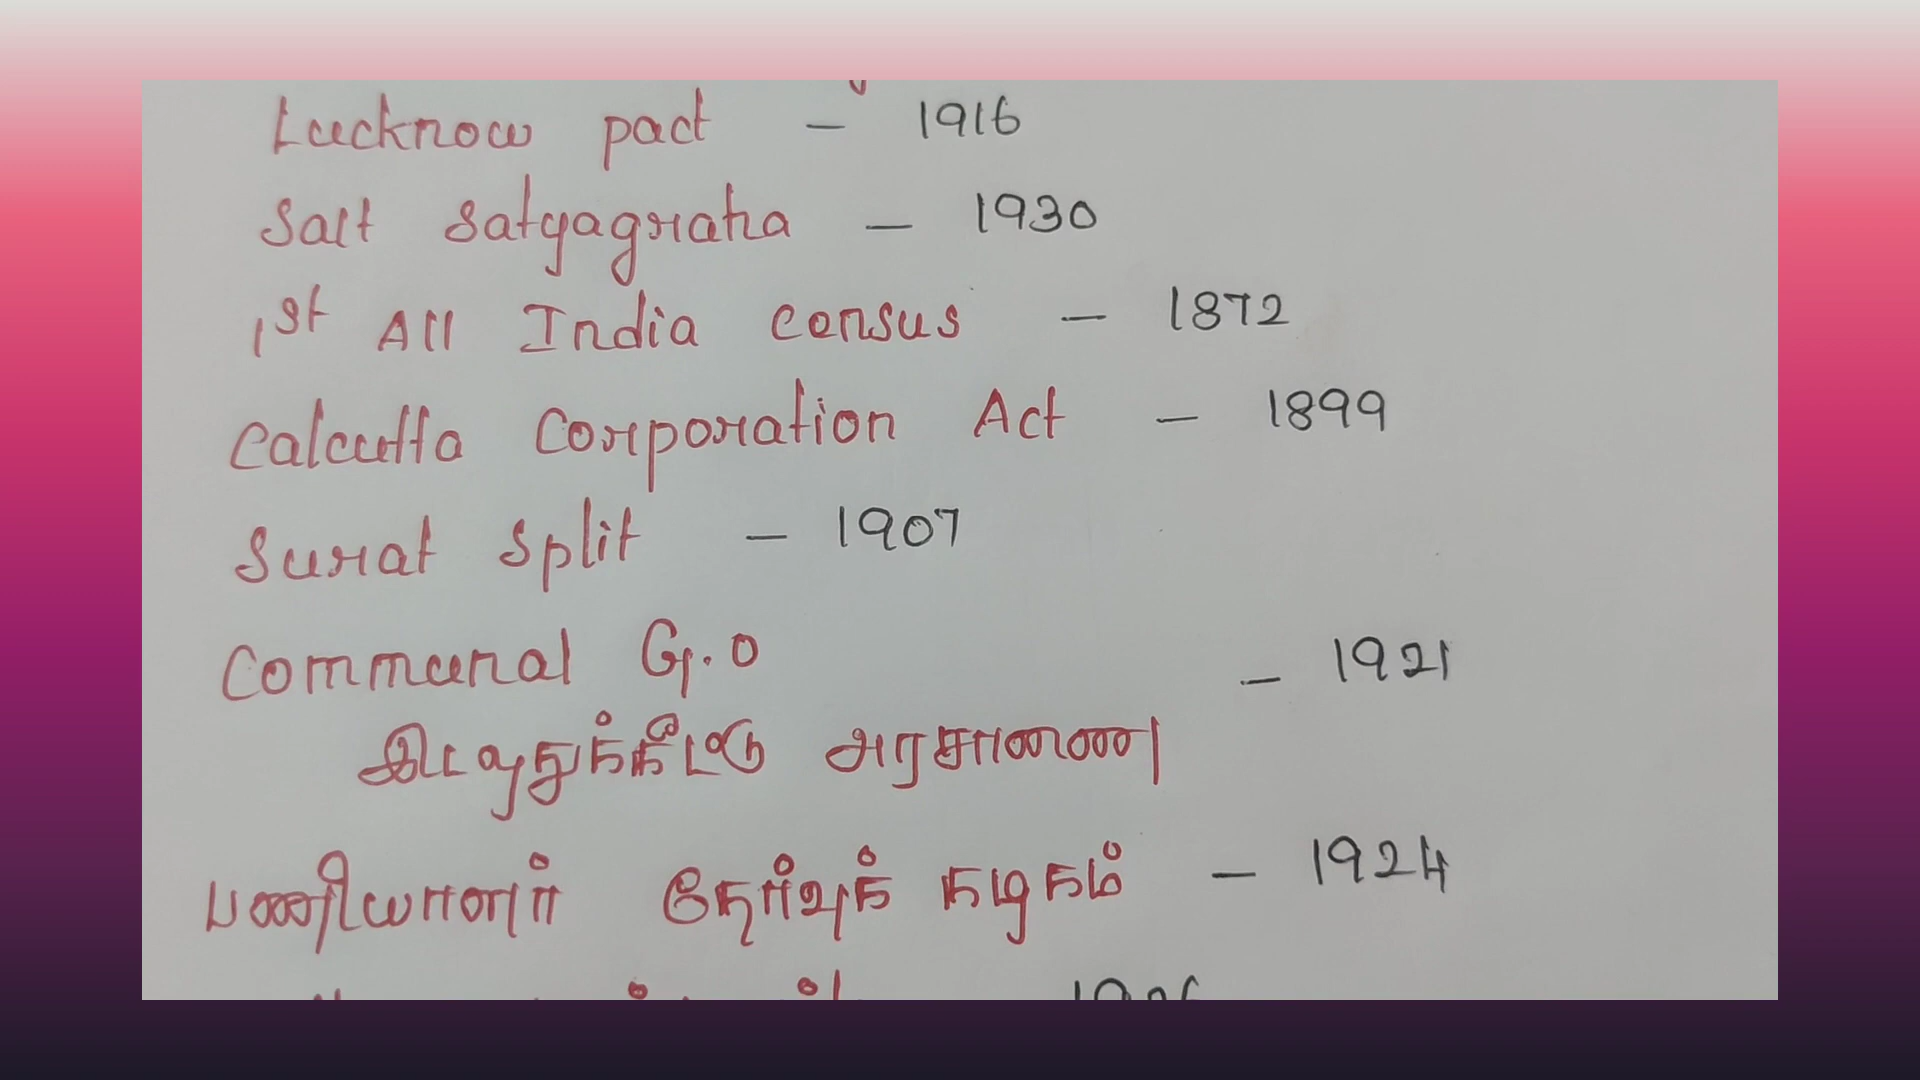 Lucknow pact - 1916
Salt Satyagraha - 1930
1st All India census - 1872
Calcutta Corporation Act - 1899
Surat Split - 1907
Communal G.O - 1921
இடஒதுக்கீட்டு அரசாணை
பணியாளர் தேர்வுக் கழகம் - 1924